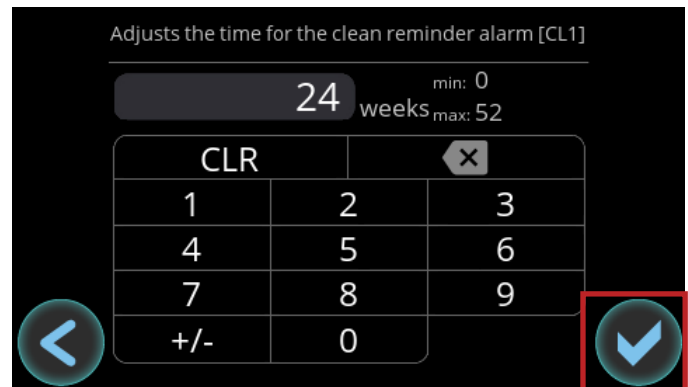 Adjusts the time for the clean reminder alarm [CL1]
24 weeks min: 0
max: 52
CLR
1 2 3
4 5 6
7 8 9
+/- 0